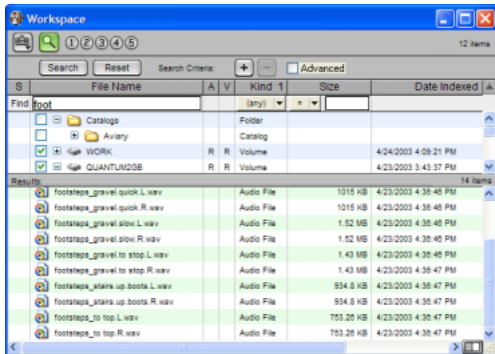 Workspace
1 2 3 4 5 12 items
Search Reset Search Criteria: + - Advanced
S File Name A V Kind 1 Size Date Indexed
Find foot (any) =
Catalogs Folder
Aviary Catalog
WORK R R Volume 4/24/2003 4:09:21 PM
QUANTUM2GB R R Volume 4/23/2003 3:43:37 PM
Results 14 items
footsteps_gravel.quick.L.wav Audio File 1015 KB 4/23/2003 4:36:46 PM
footsteps_gravel.quick.R.wav Audio File 1015 KB 4/23/2003 4:36:46 PM
footsteps_gravel.slow.L.wav Audio File 1.52 MB 4/23/2003 4:36:46 PM
footsteps_gravel.slow.R.wav Audio File 1.52 MB 4/23/2003 4:36:46 PM
footsteps_gravel.to stop.L.wav Audio File 1.43 MB 4/23/2003 4:36:46 PM
footsteps_gravel.to stop.R.wav Audio File 1.43 MB 4/23/2003 4:36:47 PM
footsteps_stairs.up.boots.L.wav Audio File 934.8 KB 4/23/2003 4:36:47 PM
footsteps_stairs.up.boots.R.wav Audio File 934.8 KB 4/23/2003 4:36:47 PM
footsteps_to top.L.wav Audio File 753.26 KB 4/23/2003 4:36:47 PM
footsteps_to top.R.wav Audio File 753.26 KB 4/23/2003 4:36:47 PM